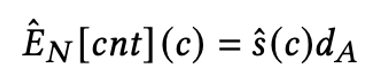 Ê_N[cnt](c) = ŝ(c)d_A